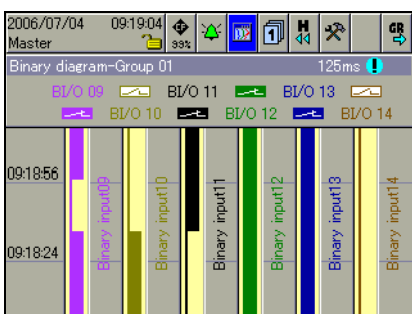 2006/07/04 09:19:04 99% 1 H GR
Master CF
Binary diagram-Group 01 125ms !
BI/O 09 BI/O 11 BI/O 13
BI/O 10 BI/O 12 BI/O 14
09:18:56
09:18:24
Binary input09
Binary input10
Binary input11
Binary input12
Binary input13
Binary input14